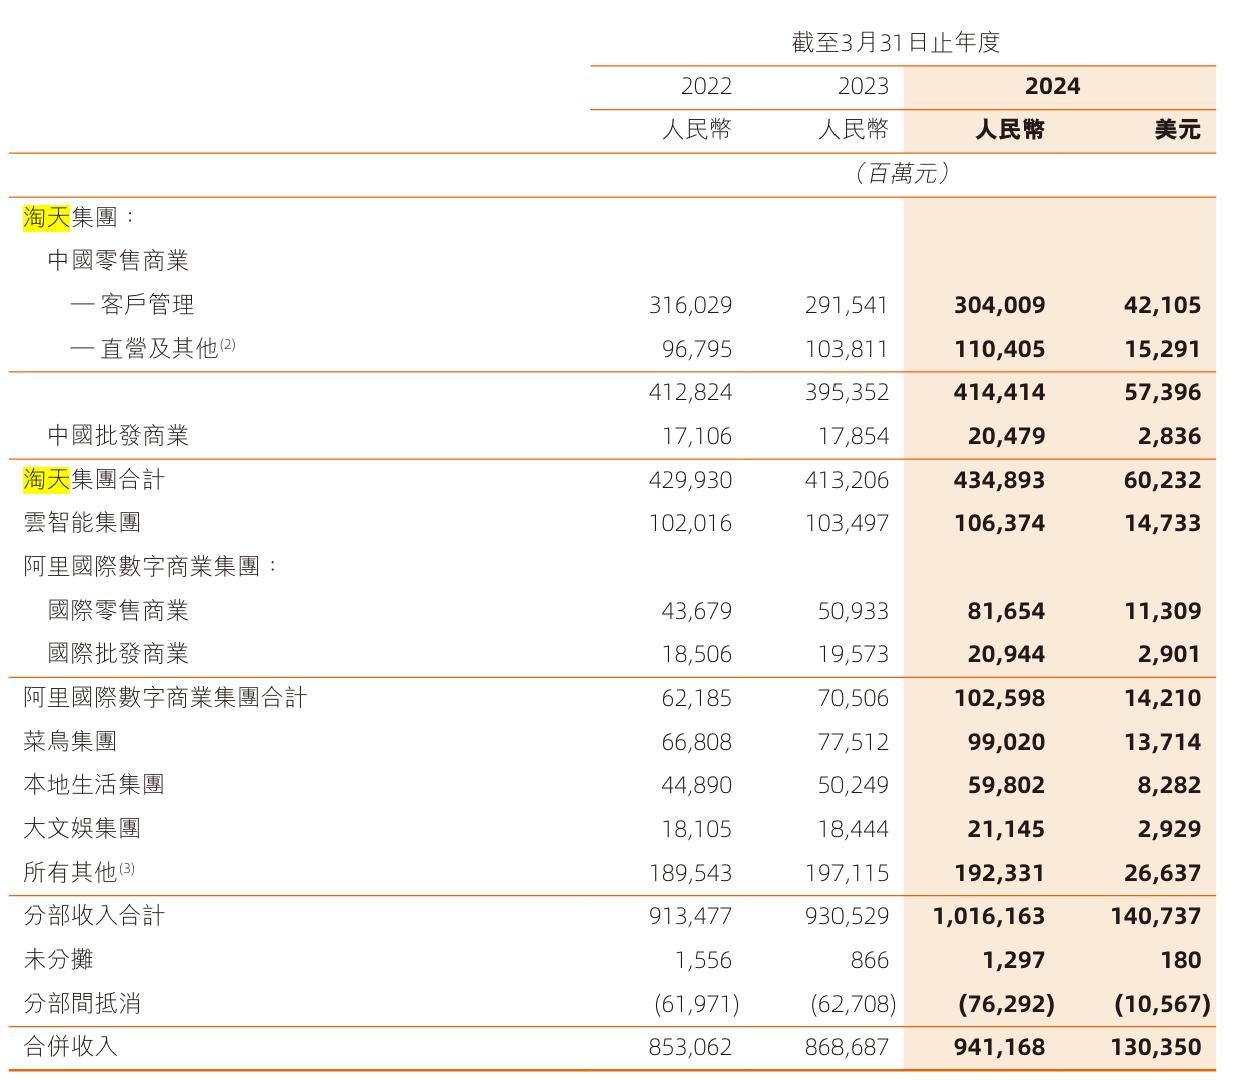 截至3月31日止年度
2022 2023 2024
人民幣 人民幣 人民幣 美元
（百萬元）
淘天集團：
中國零售商業
— 客戶管理 316,029 291,541 304,009 42,105
— 直營及其他(2) 96,795 103,811 110,405 15,291
412,824 395,352 414,414 57,396
中國批發商業 17,106 17,854 20,479 2,836
淘天集團合計 429,930 413,206 434,893 60,232
雲智能集團 102,016 103,497 106,374 14,733
阿里國際數字商業集團：
國際零售商業 43,679 50,933 81,654 11,309
國際批發商業 18,506 19,573 20,944 2,901
阿里國際數字商業集團合計 62,185 70,506 102,598 14,210
菜鳥集團 66,808 77,512 99,020 13,714
本地生活集團 44,890 50,249 59,802 8,282
大文娛集團 18,105 18,444 21,145 2,929
所有其他(3) 189,543 197,115 192,331 26,637
分部收入合計 913,477 930,529 1,016,163 140,737
未分攤 1,556 866 1,297 180
分部間抵消 (61,971) (62,708) (76,292) (10,567)
合併收入 853,062 868,687 941,168 130,350